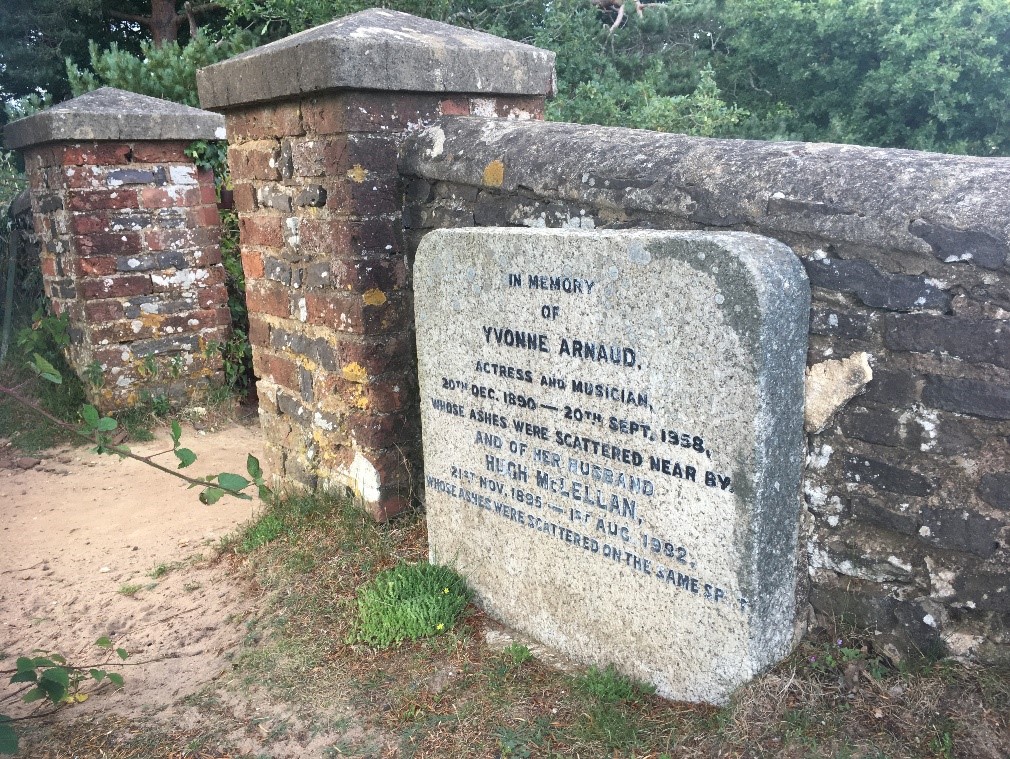 IN MEMORY
OF
YVONNE ARNAUD,
ACTRESS AND MUSICIAN,
20TH DEC. 1890 — 20TH SEPT. 1958,
WHOSE ASHES WERE SCATTERED NEAR BY.
AND OF HER HUSBAND
HUGH McLELLAN,
21ST NOV. 1895 — 1ST AUG. 1982,
WHOSE ASHES WERE SCATTERED ON THE SAME SPOT